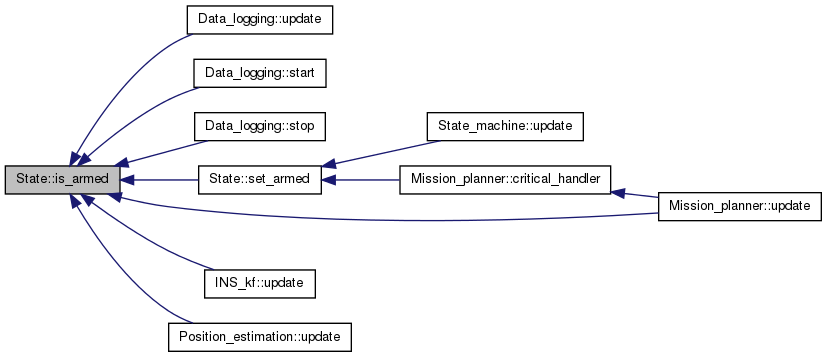 Data_logging::update
Data_logging::start
Data_logging::stop
State_machine::update
State::is_armed
State::set_armed
Mission_planner::critical_handler
Mission_planner::update
INS_kf::update
Position_estimation::update